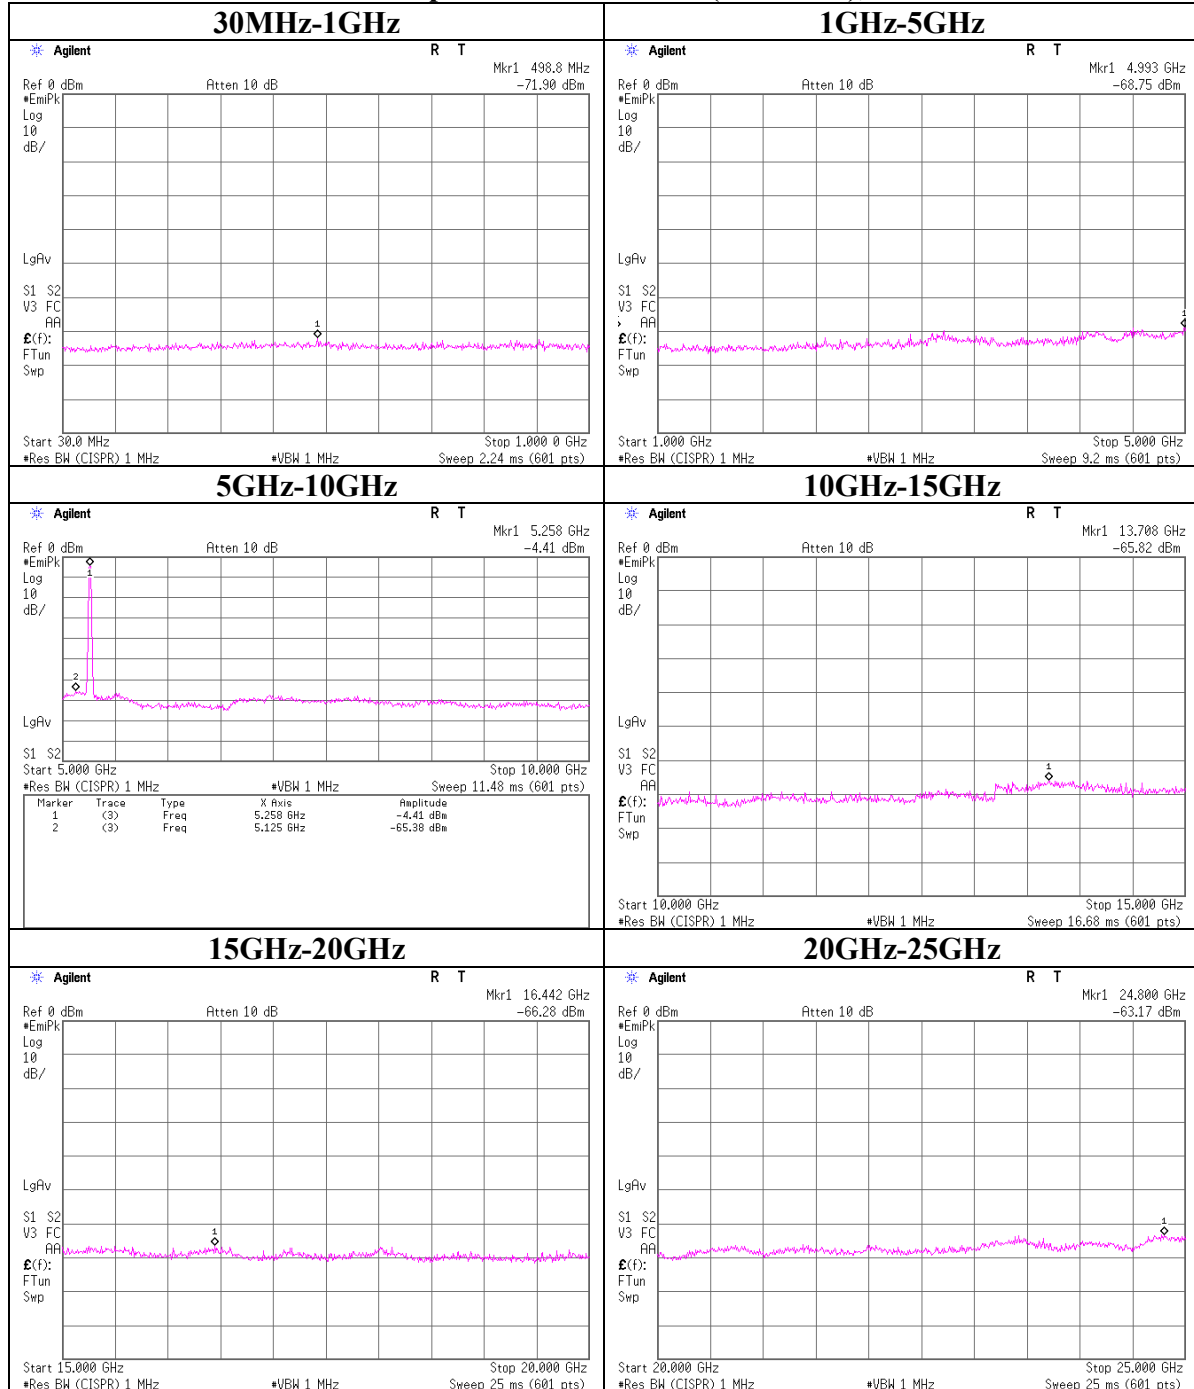 30MHz-1GHz
Agilent R T
Mkr1 498.8 MHz
Ref 0 dBm Atten 10 dB -71.90 dBm
#EmiPk
Log
10
dB/
LgAv
S1 S2
V3 FC
AA
£(f):
FTun
Swp
1
Start 30.0 MHz Stop 1.000 0 GHz
#Res BW (CISPR) 1 MHz #VBW 1 MHz Sweep 2.24 ms (601 pts)
1GHz-5GHz
Agilent R T
Mkr1 4.993 GHz
Ref 0 dBm Atten 10 dB -68.75 dBm
#EmiPk
Log
10
dB/
LgAv
S1 S2
V3 FC
AA
£(f):
FTun
Swp
1
Start 1.000 GHz Stop 5.000 GHz
#Res BW (CISPR) 1 MHz #VBW 1 MHz Sweep 9.2 ms (601 pts)
5GHz-10GHz
Agilent R T
Mkr1 5.258 GHz
Ref 0 dBm Atten 10 dB -4.41 dBm
#EmiPk
Log
10
dB/
1
2
LgAv
S1 S2
Start 5.000 GHz Stop 10.000 GHz
#Res BW (CISPR) 1 MHz #VBW 1 MHz Sweep 11.48 ms (601 pts)
Marker Trace Type X Axis Amplitude
1 (3) Freq 5.258 GHz -4.41 dBm
2 (3) Freq 5.125 GHz -65.38 dBm
10GHz-15GHz
Agilent R T
Mkr1 13.708 GHz
Ref 0 dBm Atten 10 dB -65.82 dBm
#EmiPk
Log
10
dB/
LgAv
S1 S2
V3 FC
AA
£(f):
FTun
Swp
1
Start 10.000 GHz Stop 15.000 GHz
#Res BW (CISPR) 1 MHz #VBW 1 MHz Sweep 16.68 ms (601 pts)
15GHz-20GHz
Agilent R T
Mkr1 16.442 GHz
Ref 0 dBm Atten 10 dB -66.28 dBm
#EmiPk
Log
10
dB/
LgAv
S1 S2
V3 FC
AA
£(f):
FTun
Swp
1
Start 15.000 GHz Stop 20.000 GHz
#Res BW (CISPR) 1 MHz #VBW 1 MHz Sweep 25 ms (601 pts)
20GHz-25GHz
Agilent R T
Mkr1 24.800 GHz
Ref 0 dBm Atten 10 dB -63.17 dBm
#EmiPk
Log
10
dB/
LgAv
S1 S2
V3 FC
AA
£(f):
FTun
Swp
1
Start 20.000 GHz Stop 25.000 GHz
#Res BW (CISPR) 1 MHz #VBW 1 MHz Sweep 25 ms (601 pts)